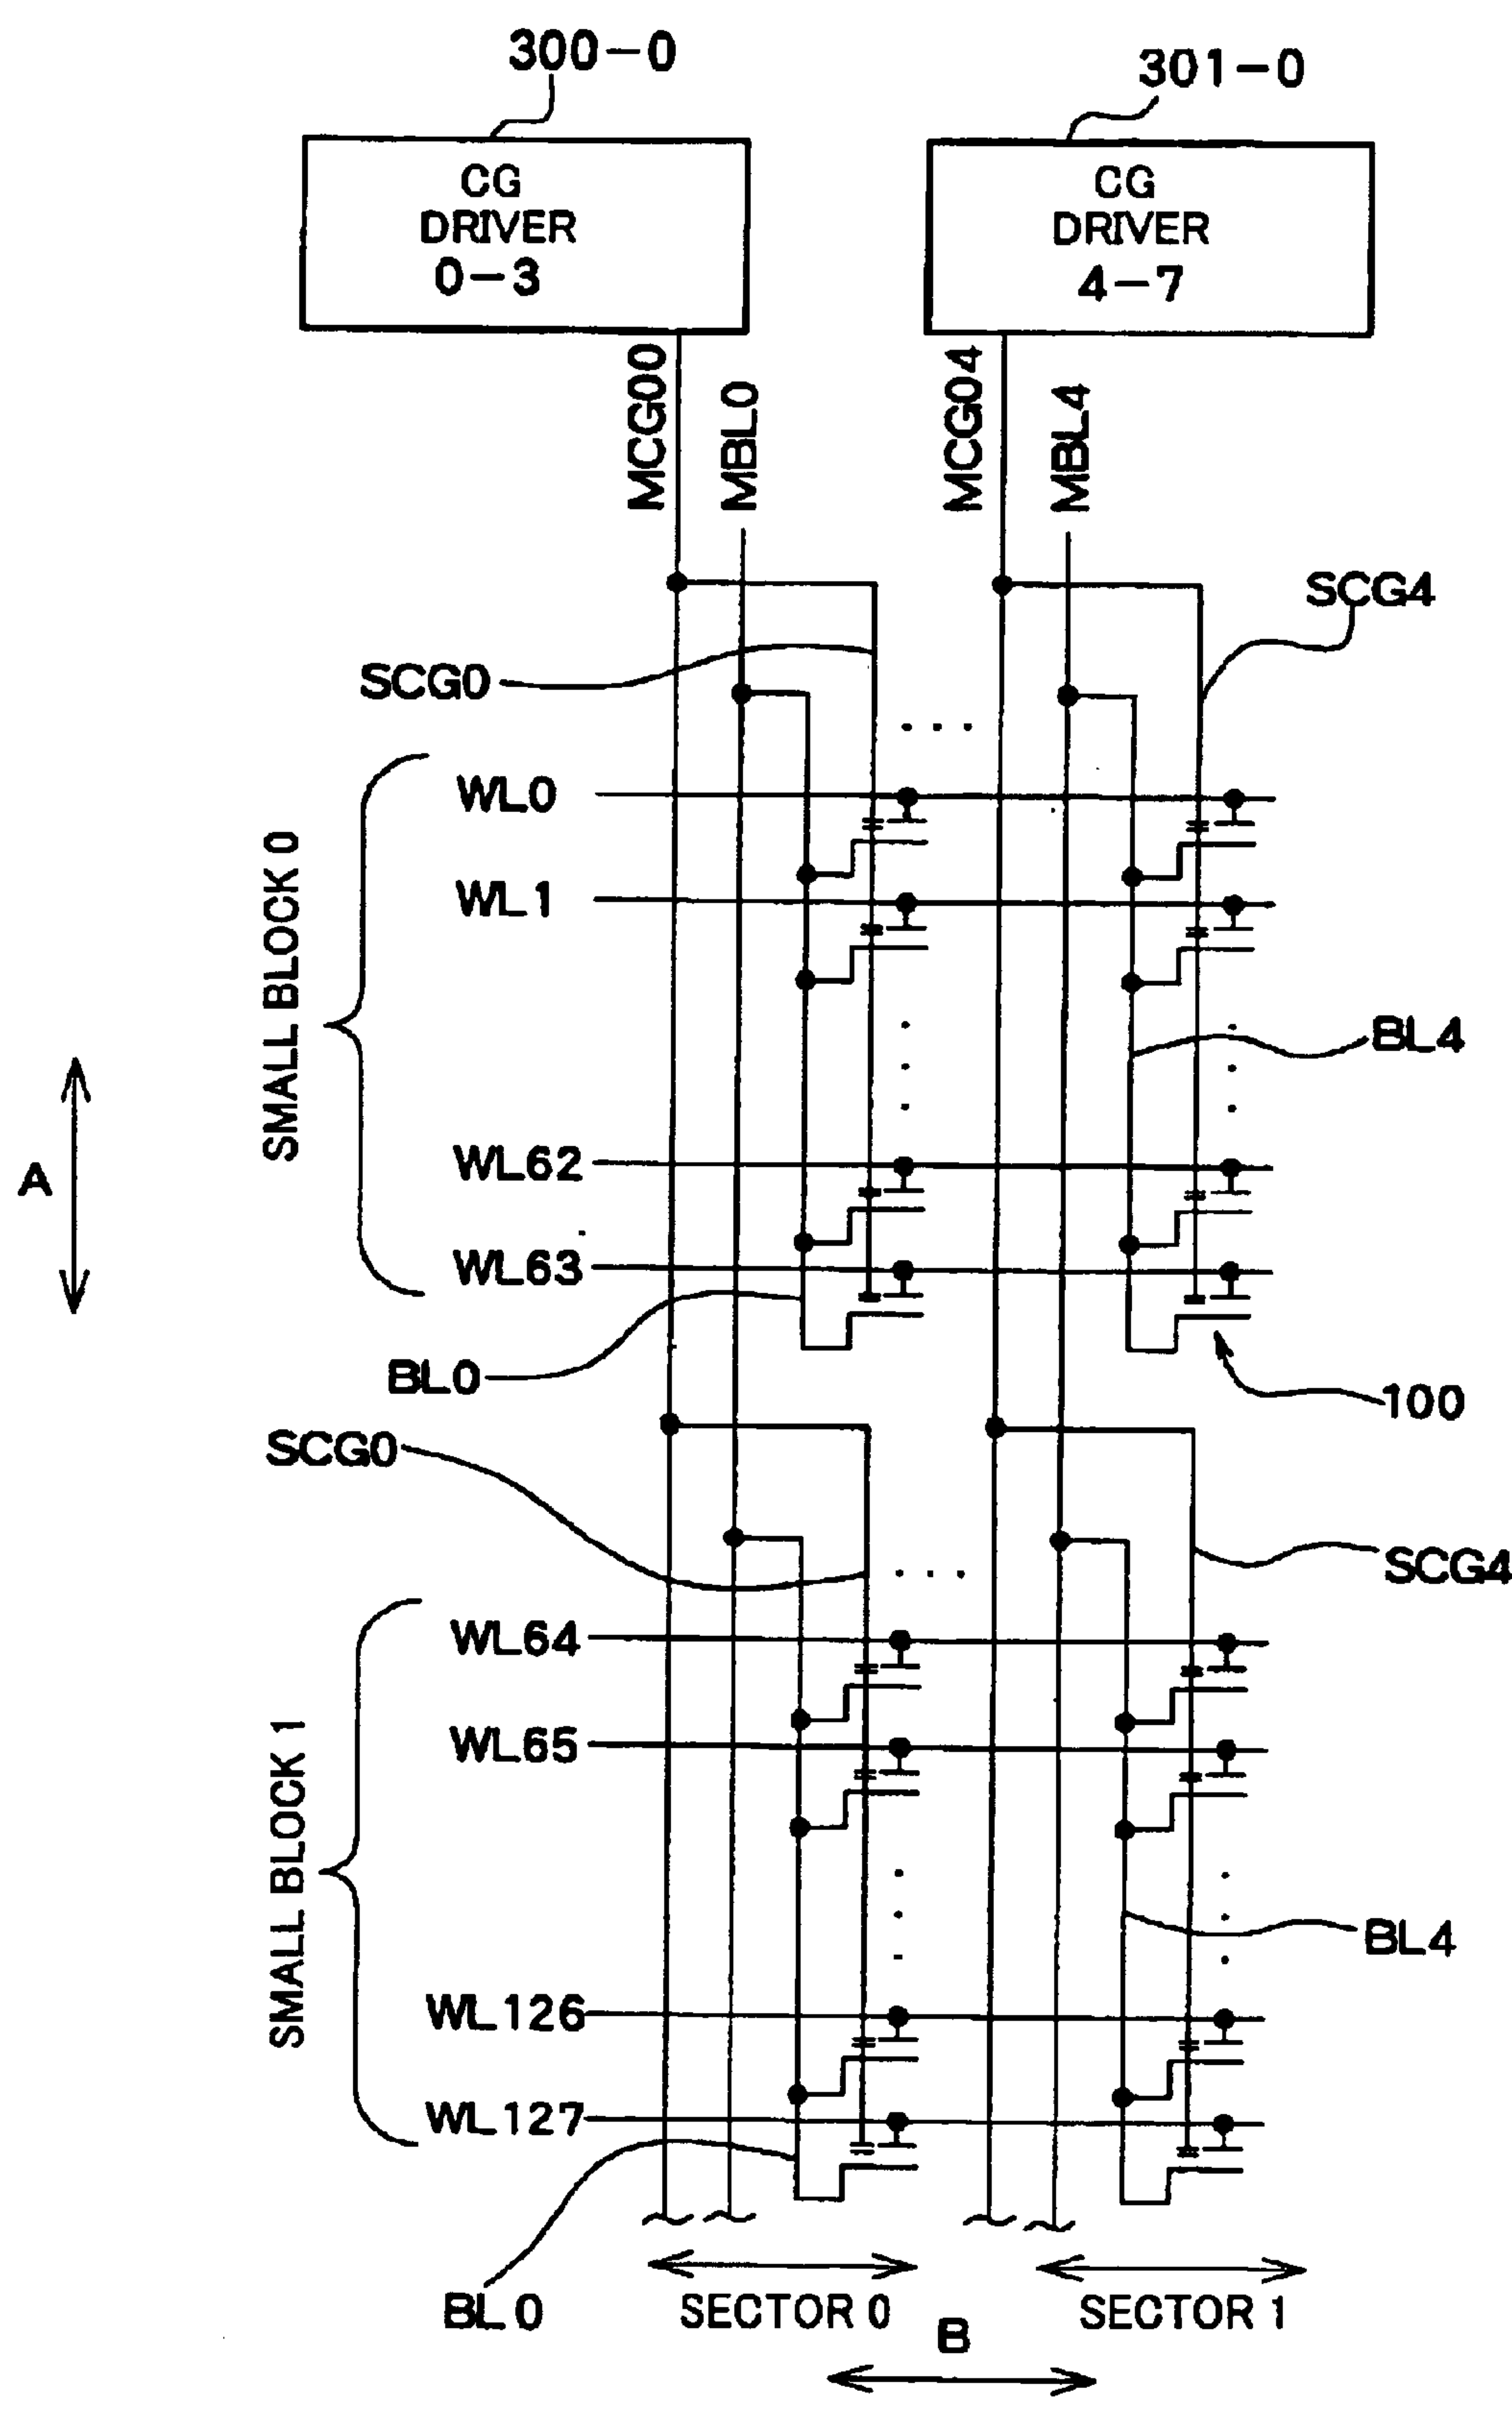 300-0
301-0
CG
DRIVER
0-3
CG
DRIVER
4-7
MCG00
MBL0
MCG04
MBL4
SCG4
SCG0
WL0
WL1
SMALL BLOCK 0
BL4
A
WL62
WL63
BL0
100
SCG0
SCG4
WL64
WL65
SMALL BLOCK 1
BL4
WL126
WL127
BL0
SECTOR 0
SECTOR 1
B